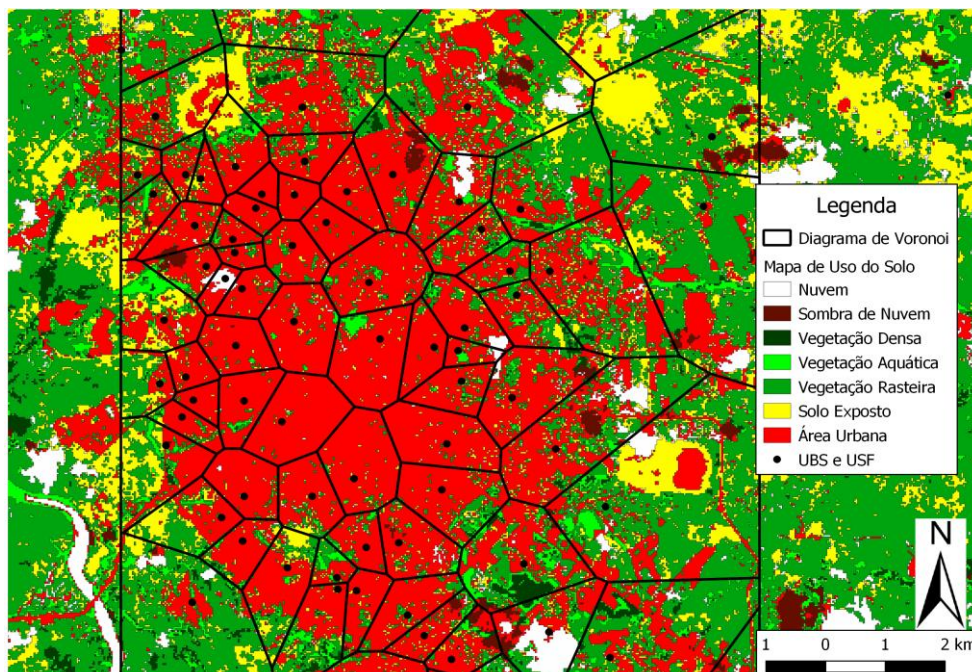 Legenda
Diagrama de Voronoi
Mapa de Uso do Solo
Nuvem
Sombra de Nuvem
Vegetação Densa
Vegetação Aquática
Vegetação Rasteira
Solo Exposto
Área Urbana
UBS e USF
N
1 0 1 2 km